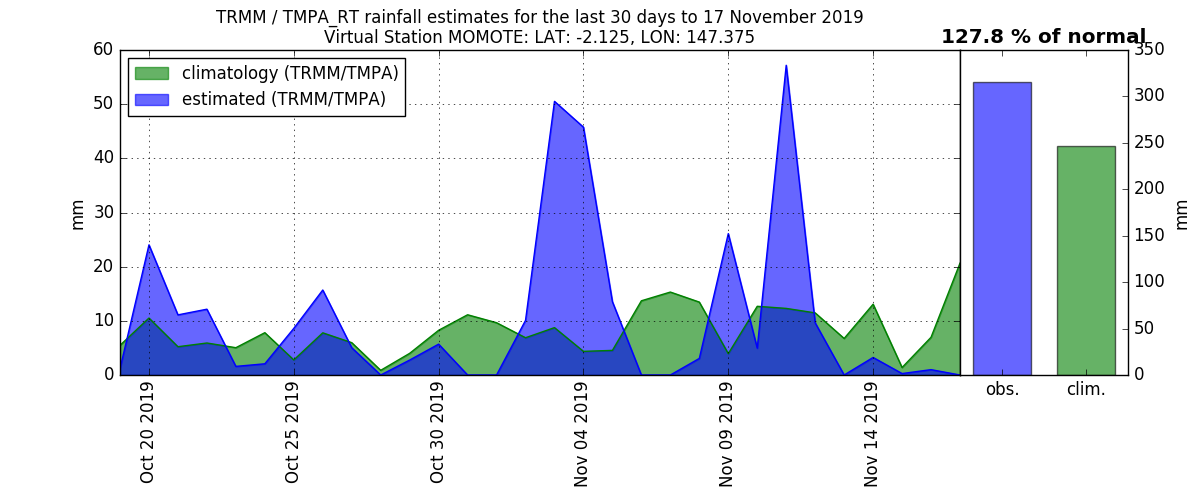 TRMM / TMPA_RT rainfall estimates for the last 30 days to 17 November 2019
Virtual Station MOMOTE: LAT: -2.125, LON: 147.375
127.8 % of normal
climatology (TRMM/TMPA)
estimated (TRMM/TMPA)
mm
60
50
40
30
20
10
0
Oct 20 2019
Oct 25 2019
Oct 30 2019
Nov 04 2019
Nov 09 2019
Nov 14 2019
obs.
clim.
350
300
250
200
150
100
50
0
mm